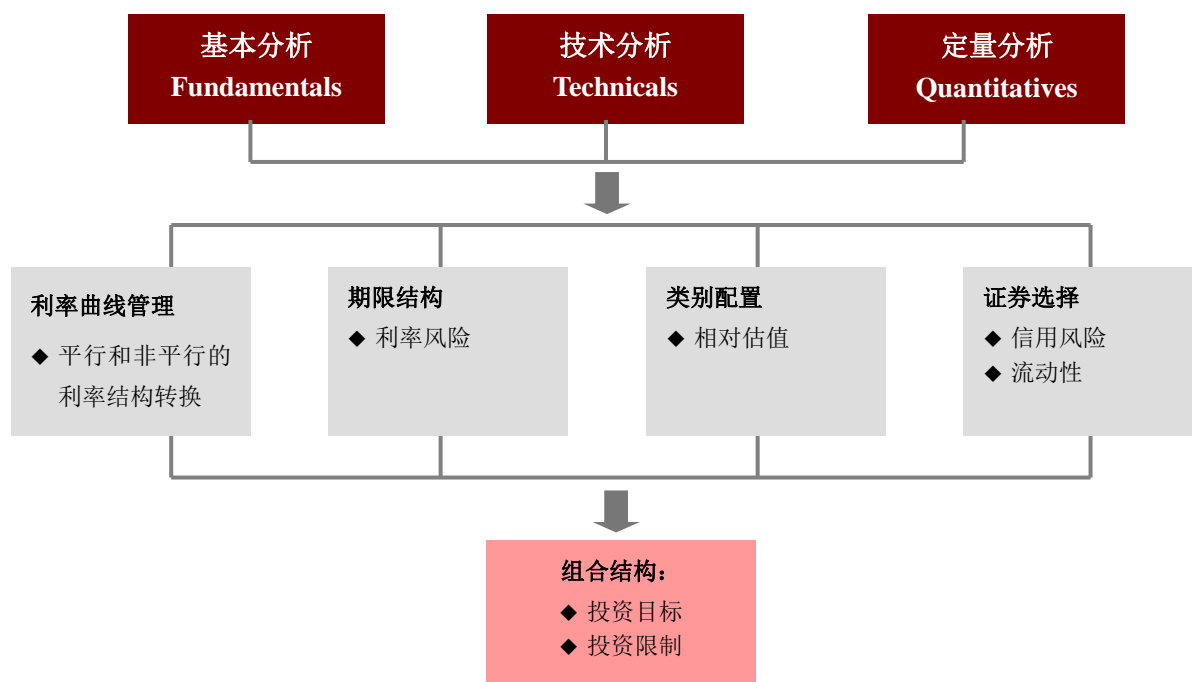 基本分析
Fundamentals
技术分析
Technicals
定量分析
Quantitatives
利率曲线管理
◆ 平行和非平行的
利率结构转换
期限结构
◆ 利率风险
类别配置
◆ 相对估值
证券选择
◆ 信用风险
◆ 流动性
组合结构：
◆ 投资目标
◆ 投资限制